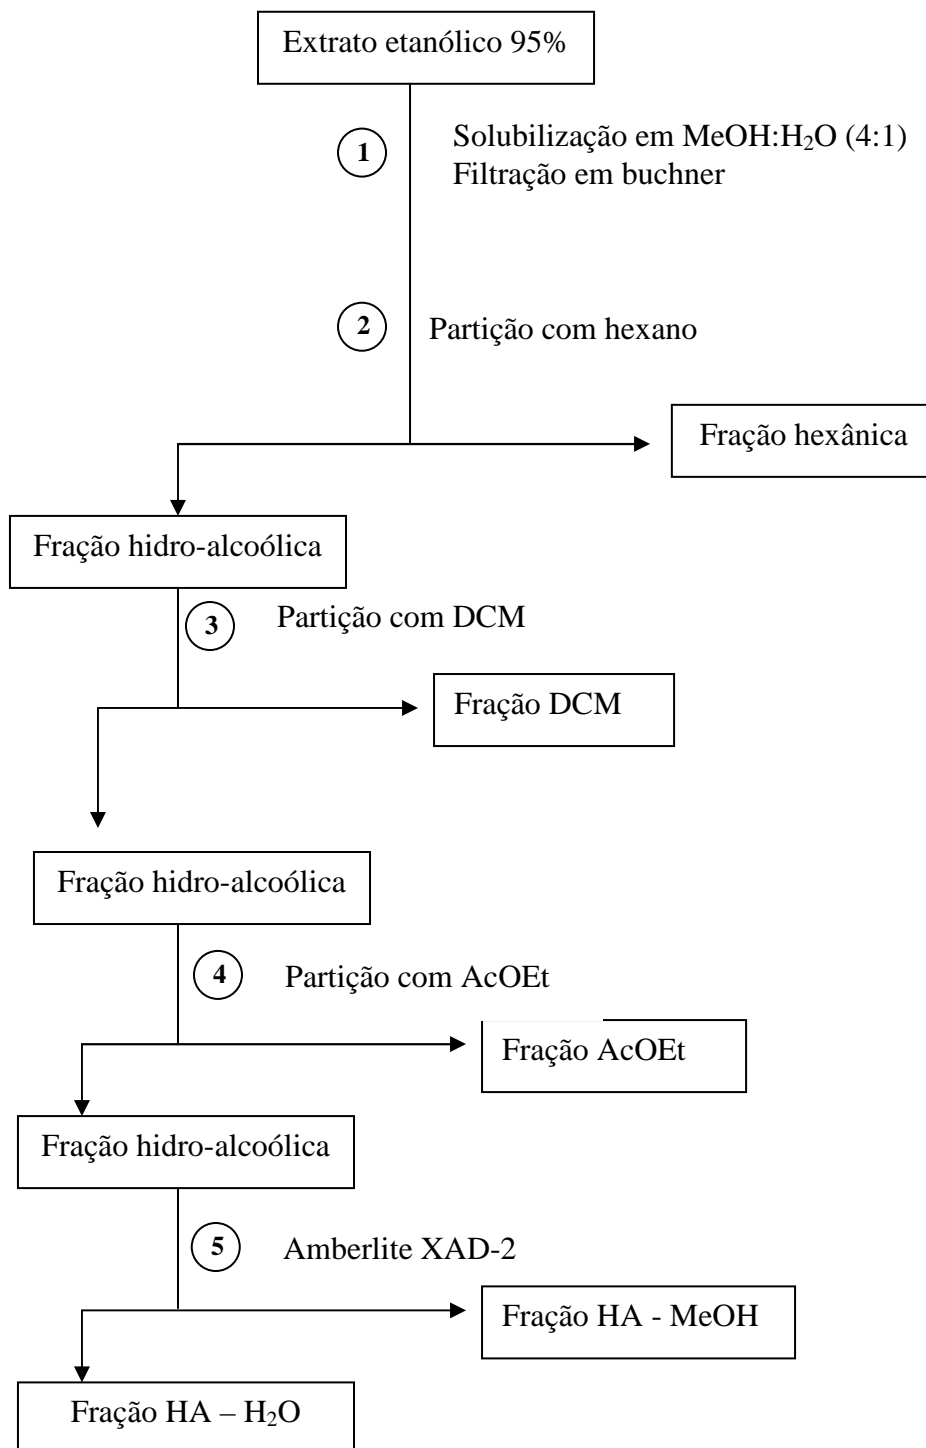 Extrato etanólico 95%
1
Solubilização em MeOH:H₂O (4:1)
Filtração em buchner
2
Partição com hexano
Fração hexânica
Fração hidro-alcoólica
3
Partição com DCM
Fração DCM
Fração hidro-alcoólica
4
Partição com AcOEt
Fração AcOEt
Fração hidro-alcoólica
5
Amberlite XAD-2
Fração HA - MeOH
Fração HA – H₂O